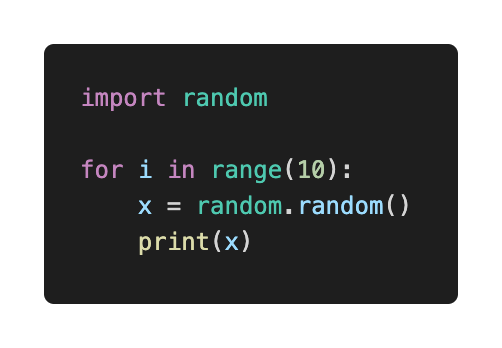 import random

for i in range(10):
    x = random.random()
    print(x)